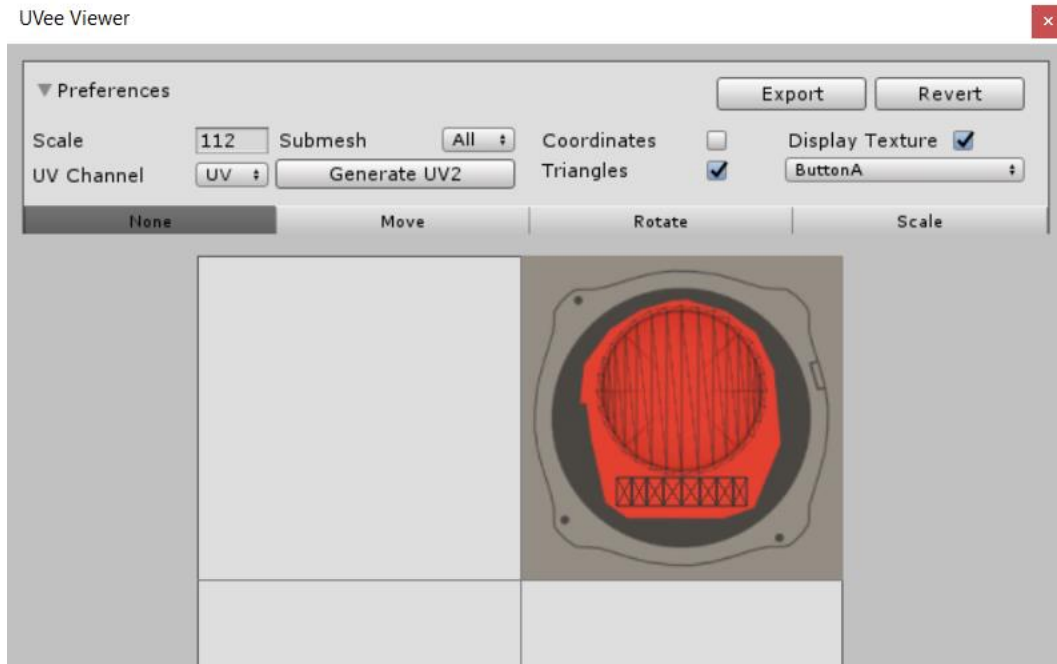 UVee Viewer
Preferences
Export Revert
Scale 112 Submesh All Coordinates Display Texture
UV Channel UV Generate UV2 Triangles ButtonA
None Move Rotate Scale